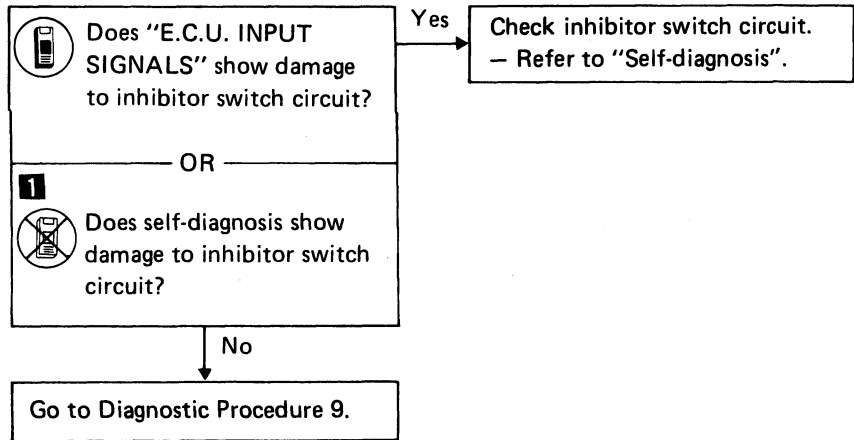 Does "E.C.U. INPUT
SIGNALS" show damage
to inhibitor switch circuit?
Yes
Check inhibitor switch circuit.
— Refer to "Self-diagnosis".
OR
1
Does self-diagnosis show
damage to inhibitor switch
circuit?
No
Go to Diagnostic Procedure 9.